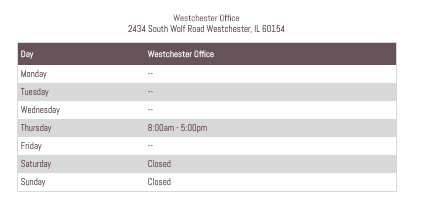 Westchester Office
2434 South Wolf Road Westchester, IL 60154
Day Westchester Office
Monday --
Tuesday --
Wednesday --
Thursday 8:00am - 5:00pm
Friday --
Saturday Closed
Sunday Closed